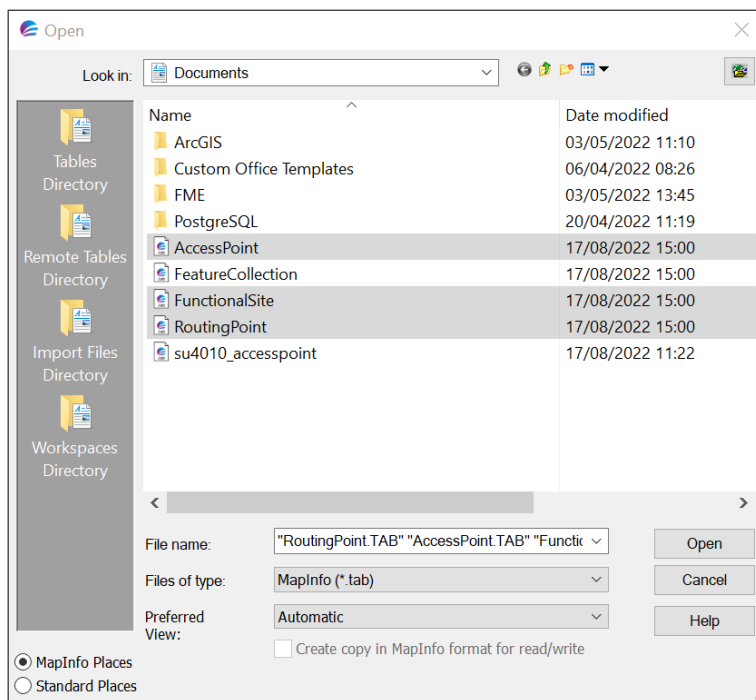 Open
Look in: Documents
Tables
Directory
Remote Tables
Directory
Import Files
Directory
Workspaces
Directory
Name Date modified
ArcGIS 03/05/2022 11:10
Custom Office Templates 06/04/2022 08:26
FME 03/05/2022 13:45
PostgreSQL 20/04/2022 11:19
AccessPoint 17/08/2022 15:00
FeatureCollection 17/08/2022 15:00
FunctionalSite 17/08/2022 15:00
RoutingPoint 17/08/2022 15:00
su4010_accesspoint 17/08/2022 11:22
File name: "RoutingPoint.TAB" "AccessPoint.TAB" "Functic Open
Files of type: MapInfo (*.tab) Cancel
Preferred
View: Automatic Help
Create copy in MapInfo format for read/write
MapInfo Places
Standard Places